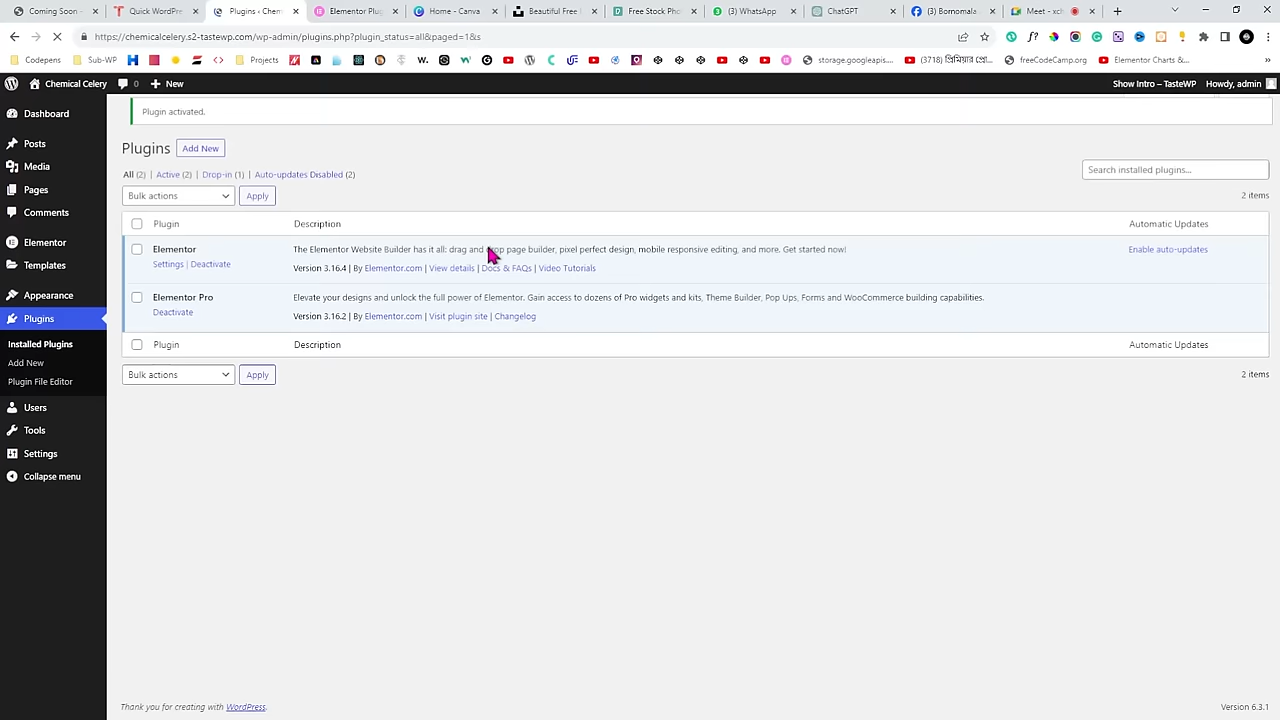 Coming Soon –
Quick WordPr
Plugins ‹ Chem
Elementor Plug
Home - Canva
Beautiful Free I
Free Stock Pho
(3) WhatsApp
ChatGPT
(3) Bornomala
Meet - xch
https://chemicalcelery.s2-tastewp.com/wp-admin/plugins.php?plugin_status=all&paged=1&s
Codepens
Sub-WP
Projects
storage.googleapis....
freeCodeCamp.org
Elementor Charts &...
Chemical Celery
0
New
Show Intro – TasteWP
Howdy, admin
Dashboard
Posts
Media
Pages
Comments
Elementor
Templates
Appearance
Plugins
Installed Plugins
Add New
Plugin File Editor
Users
Tools
Settings
Collapse menu
Plugin activated.
Plugins
Add New
All (2) | Active (2) | Drop-in (1) | Auto-updates Disabled (2)
Search installed plugins...
Bulk actions
Apply
2 items
Plugin
Description
Automatic Updates
Elementor
Settings | Deactivate
The Elementor Website Builder has it all: drag and drop page builder, pixel perfect design, mobile responsive editing, and more. Get started now!
Version 3.16.4 | By Elementor.com | View details | Docs & FAQs | Video Tutorials
Enable auto-updates
Elementor Pro
Deactivate
Elevate your designs and unlock the full power of Elementor. Gain access to dozens of Pro widgets and kits, Theme Builder, Pop Ups, Forms and WooCommerce building capabilities.
Version 3.16.2 | By Elementor.com | Visit plugin site | Changelog
Plugin
Description
Automatic Updates
Bulk actions
Apply
2 items
Thank you for creating with WordPress.
Version 6.3.1